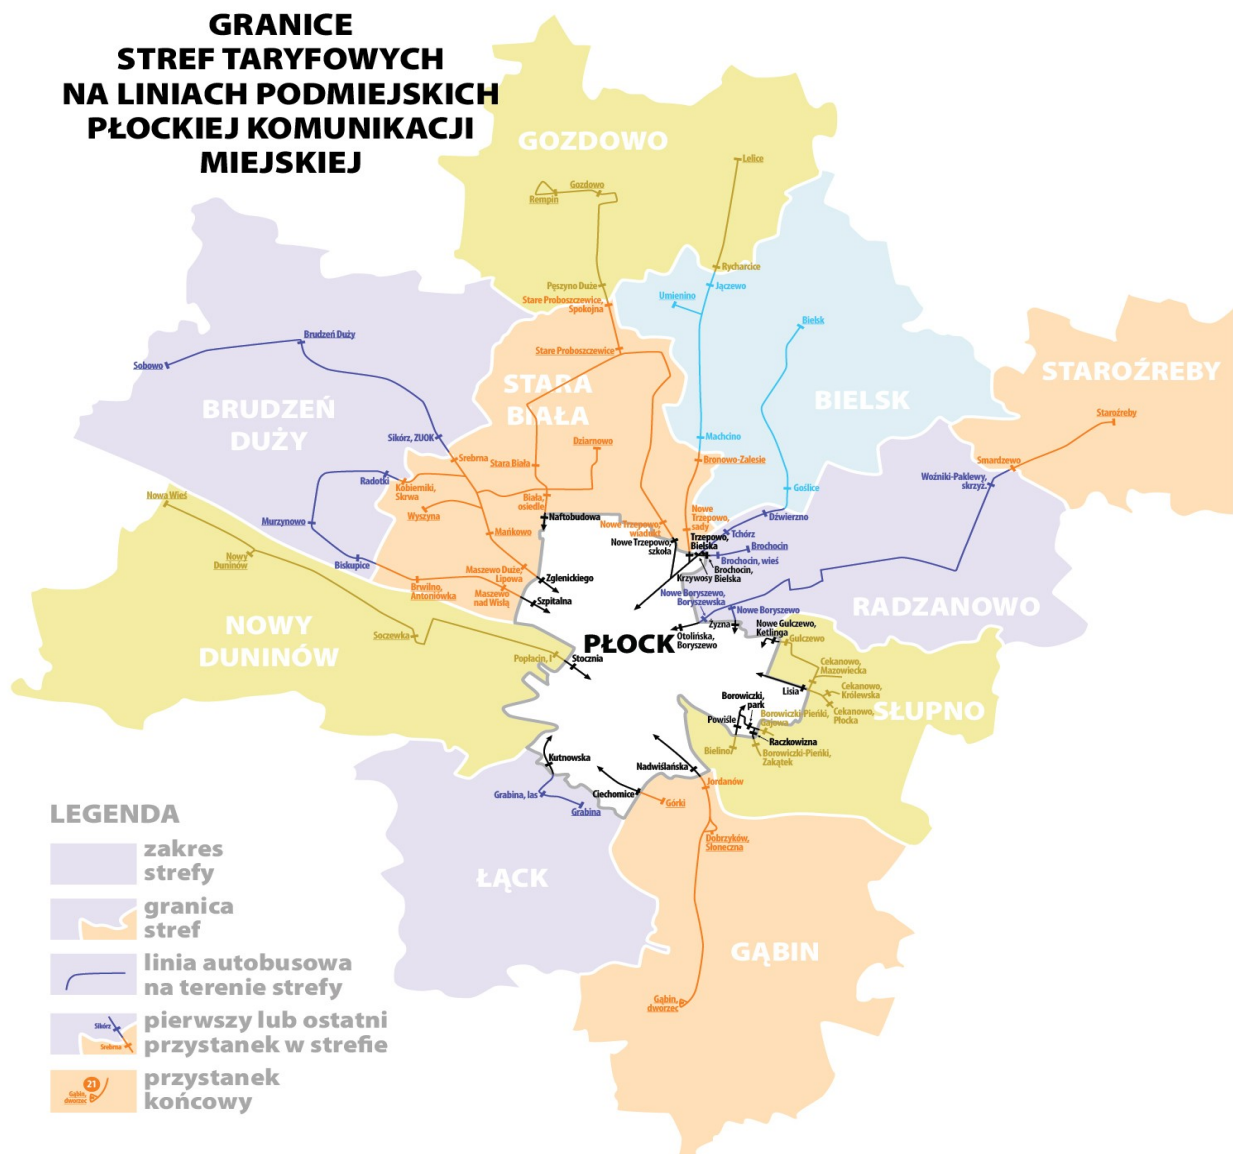 GRANICE
STREF TARYFOWYCH
NA LINIACH PODMIEJSKICH
PŁOCKIEJ KOMUNIKACJI
MIEJSKIEJ
GOZDOWO
Lelice
Gozdowo
Rempin
Rycharcice
Pęszyno Duże
Jączewo
Umienino
Stare Proboszczewice,
Spokojna
Bielsk
Brudzeń Duży
Stare Proboszczewice
Sobowo
STAROŹREBY
STARA
BIAŁA
BIELSK
BRUDZEŃ
DUŻY
Staroźreby
Sikórz, ZUOK
Machcino
Dziarnowo
Srebrna
Stara Biała
Bronowo-Zalesie
Smardzewo
Radotki
Kobierniki,
Skrwa
Woźniki-Paklewy,
skrzyż.
Goślice
Nowa Wieś
Biała,
osiedle
Wyszyna
Naftobudowa
Nowe
Trzepowo,
sady
Dźwierzno
Murzynowo
Mańkowo
Nowe Trzepowo,
wiadukt
Tchórz
Nowe Trzepowo,
szkoła
Trzepowo,
Bielska
Brochocin
Nowy
Duninów
Biskupice
Brochocin, wieś
Maszewo Duże,
Lipowa
Zglenickiego
Krzywosy
Brochocin,
Bielska
Brwilno,
Antoniówka
Maszewo
nad Wisłą
Szpitalna
Nowe Boryszewo,
Boryszewska
Nowe Boryszewo
RADZANOWO
NOWY
DUNINÓW
Soczewka
PŁOCK
Otolińska,
Boryszewo
Żyzna
Nowe Gulczewo,
Ketlinga
Gulczewo
Popłacin, I
Stocznia
Cekanowo,
Mazowiecka
Lisia
Cekanowo,
Królewska
Borowiczki,
park
Cekanowo,
Płocka
SŁUPNO
Powiśle
Borowiczki-Pieńki,
Gajowa
Raczkowizna
Bielino
Borowiczki-Pieńki,
Zakątek
Kutnowska
Nadwiślańska
Jordanów
Grabina, las
Ciechomice
Górki
Grabina
Dobrzyków,
Słoneczna
ŁĄCK
GĄBIN
Gąbin,
dworzec
LEGENDA
zakres
strefy
granica
stref
linia autobusowa
na terenie strefy
Sikórz
Srebrna
pierwszy lub ostatni
przystanek w strefie
21
Gąbin,
dworzec
przystanek
końcowy